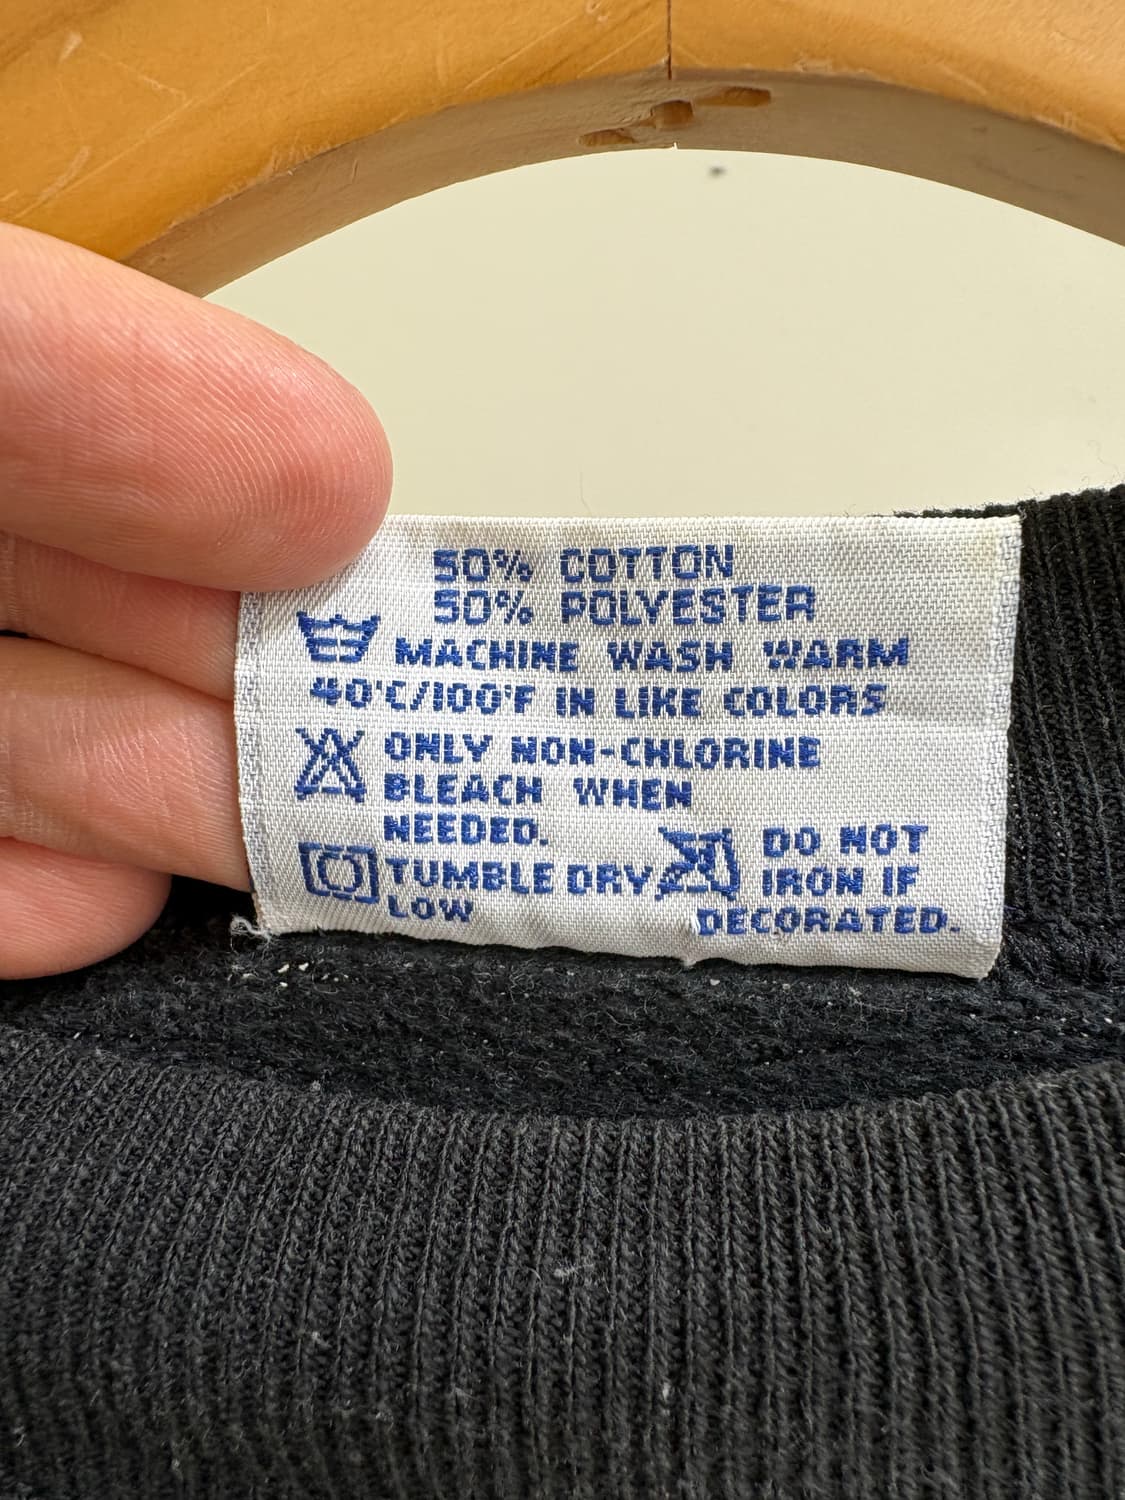 50% COTTON
50% POLYESTER
MACHINE WASH WARM
40°C/100°F IN LIKE COLORS
ONLY NON-CHLORINE
BLEACH WHEN
NEEDED.
TUMBLE DRY
LOW
DO NOT
IRON IF
DECORATED.